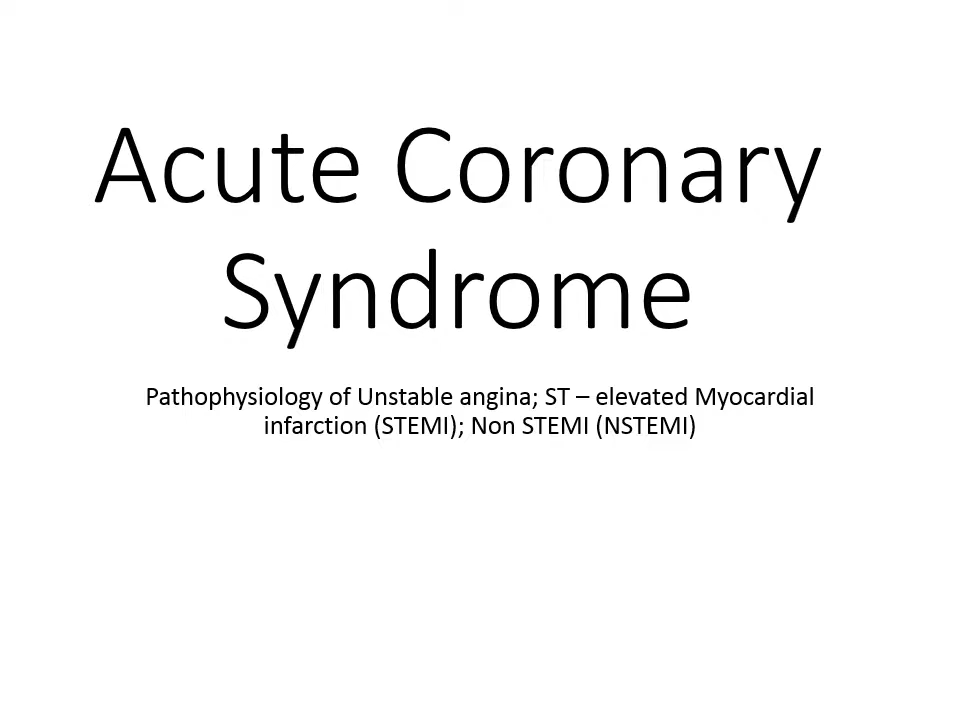 Acute Coronary
Syndrome
Pathophysiology of Unstable angina; ST – elevated Myocardial
infarction (STEMI); Non STEMI (NSTEMI)